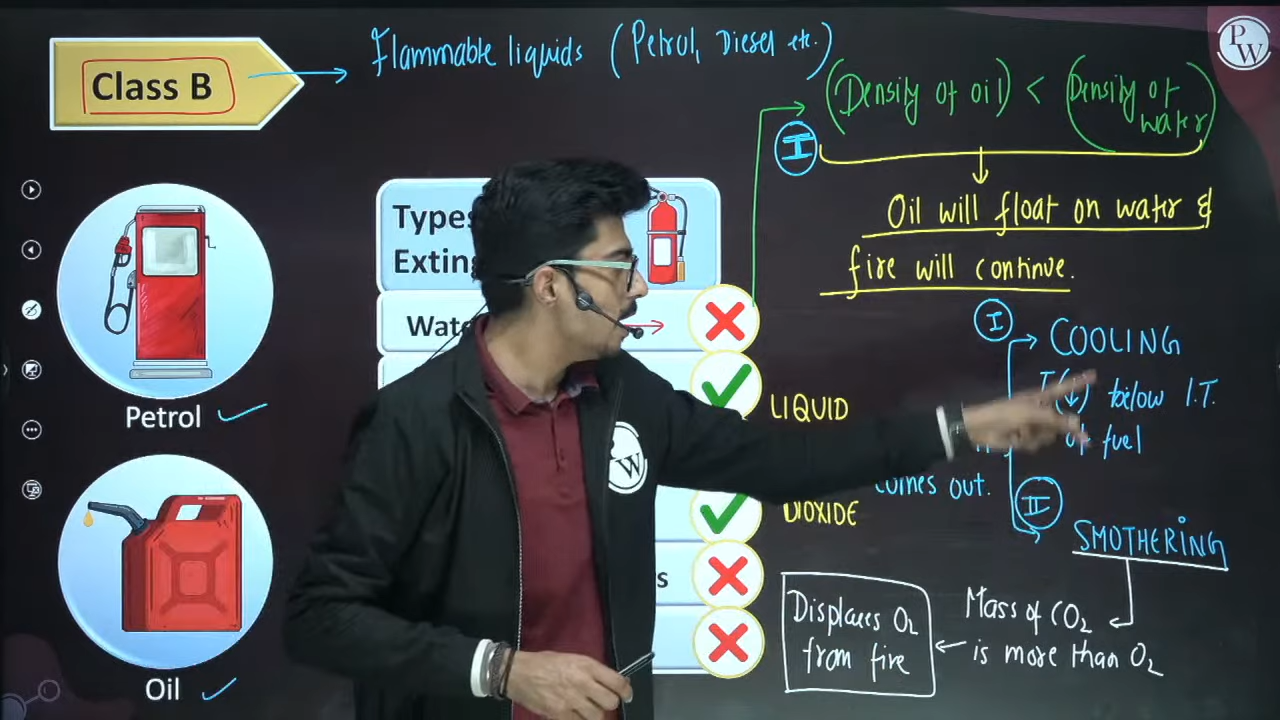 Class B
Flammable liquids (Petrol, Diesel etc.)
PW
(Density of oil) < (Density of water)
I
Oil will float on water &
fire will continue.
Types
Wate
I
COOLING
(↓) below I.T.
of fuel
LIQUID
comes out.
DIOXIDE
II
SMOTHERING
s
Mass of CO2
is more than O2
Displaces O2
from fire
Petrol
Oil
W